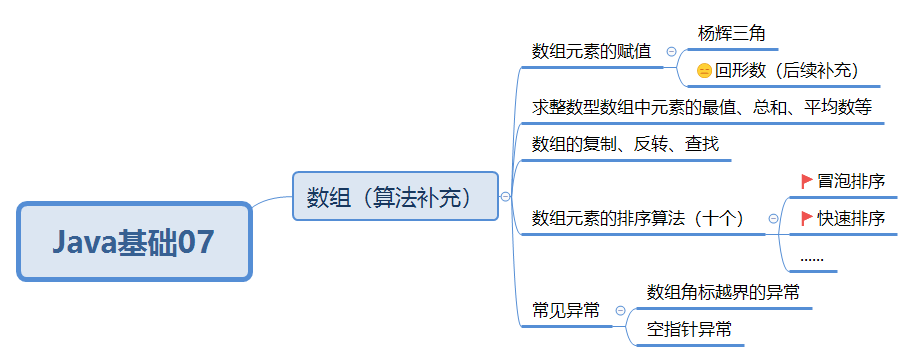 Java基础07
数组（算法补充）
数组元素的赋值
杨辉三角
回形数（后续补充）
求整数型数组中元素的最值、总和、平均数等
数组的复制、反转、查找
数组元素的排序算法（十个）
冒泡排序
快速排序
......
常见异常
数组角标越界的异常
空指针异常